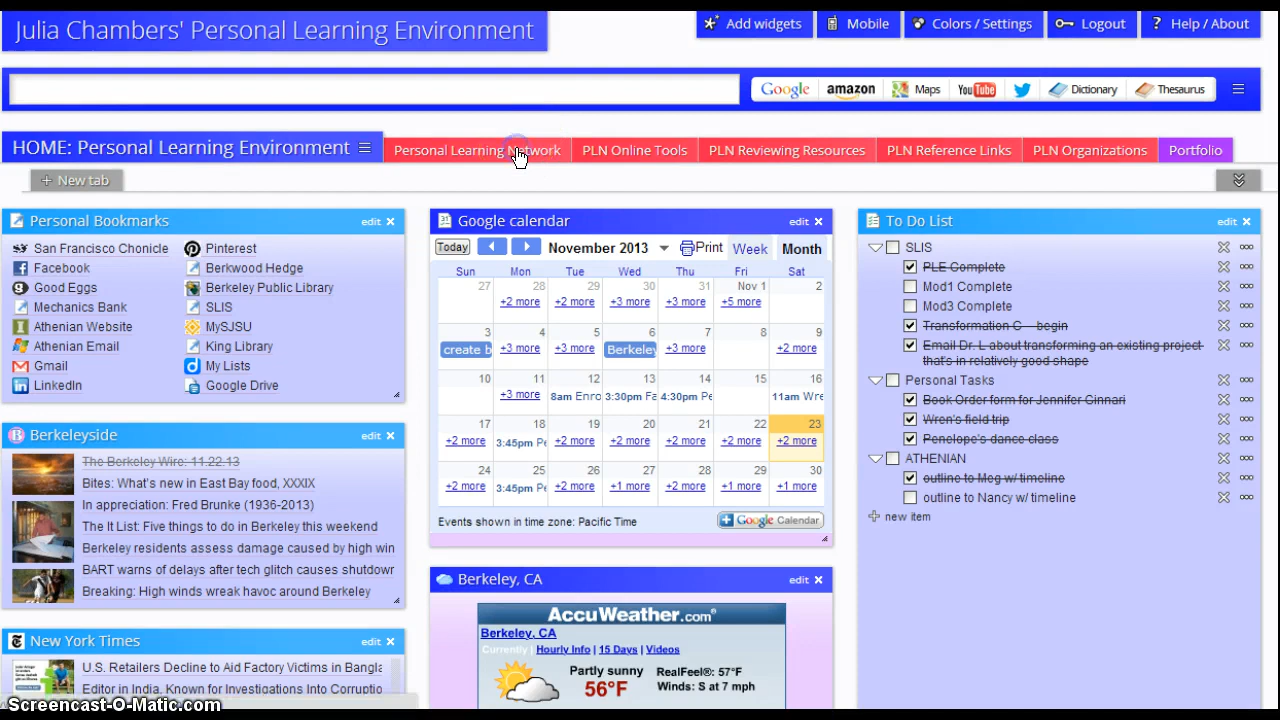 Julia Chambers' Personal Learning Environment
Add widgets
Mobile
Colors / Settings
Logout
? Help / About
Google
amazon
Maps
YouTube
Dictionary
Thesaurus
HOME: Personal Learning Environment
Personal Learning Network
PLN Online Tools
PLN Reviewing Resources
PLN Reference Links
PLN Organizations
Portfolio
+ New tab
Personal Bookmarks
edit ×
San Francisco Chonicle
Pinterest
Facebook
Berkwood Hedge
Good Eggs
Berkeley Public Library
Mechanics Bank
SLIS
Athenian Website
MySJSU
Athenian Email
King Library
Gmail
My Lists
LinkedIn
Google Drive
Berkeleyside
edit ×
The Berkeley Wire: 11.22.13
Bites: What's new in East Bay food, XXXIX
In appreciation: Fred Brunke (1936-2013)
The It List: Five things to do in Berkeley this weekend
Berkeley residents assess damage caused by high win
BART warns of delays after tech glitch causes shutdowr
Breaking: High winds wreak havoc around Berkeley
New York Times
edit ×
U.S. Retailers Decline to Aid Factory Victims in Bangla
Editor in India, Known for Investigations Into Corruptio
Google calendar
edit ×
Today
November 2013
Print
Week
Month
Sun Mon Tue Wed Thu Fri Sat
27 28 29 30 31 Nov 1 2
+2 more +2 more +3 more +3 more +5 more
3 4 5 6 7 8 9
create b +3 more +3 more Berkeley +3 more +2 more
10 11 12 13 14 15 16
+3 more 8am Enro 3:30pm Fa 4:30pm Pe 11am Wre
17 18 19 20 21 22 23
+2 more 3:45pm Pe +2 more +2 more +2 more +2 more +2 more
24 25 26 27 28 29 30
+2 more 3:45pm Pe +2 more +1 more +2 more +1 more +1 more
Events shown in time zone: Pacific Time
Google Calendar
Berkeley, CA
edit ×
AccuWeather.com®
Berkeley, CA
Currently | Hourly Info | 15 Days | Videos
Partly sunny
56°F
RealFeel®: 57°F
Winds: S at 7 mph
To Do List
edit ×
SLIS
PLE Complete
Mod1 Complete
Mod3 Complete
Transformation C -- begin
Email Dr. L about transforming an existing project
that's in relatively good shape
Personal Tasks
Book Order form for Jennifer Cinnari
Wren's field trip
Penelope's dance class
ATHENIAN
outline to Meg w/ timeline
outline to Nancy w/ timeline
+ new item
Screencast-O-Matic.com